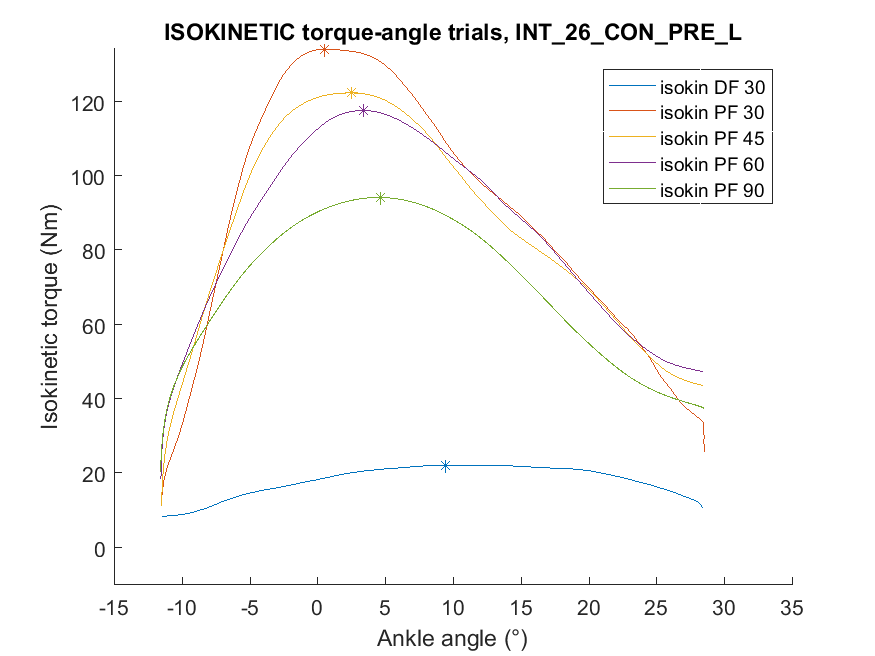 ISOKINETIC torque-angle trials, INT_26_CON_PRE_L
isokin DF 30
isokin PF 30
isokin PF 45
isokin PF 60
isokin PF 90
Isokinetic torque (Nm)
120
100
80
60
40
20
0
-15 -10 -5 0 5 10 15 20 25 30 35
Ankle angle (°)